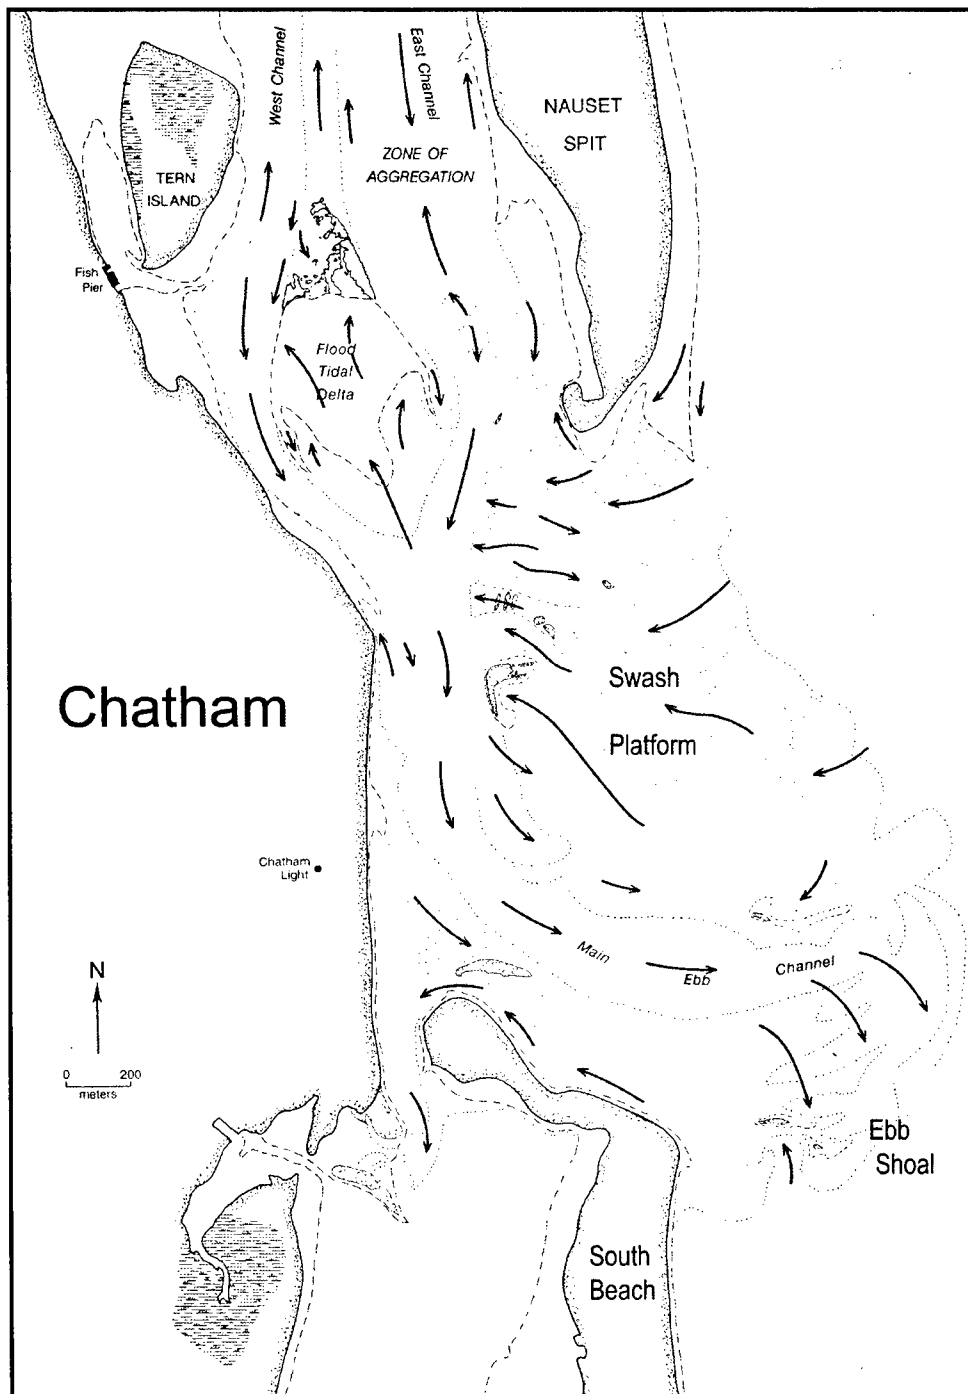 West Channel
East Channel
NAUSET
SPIT
ZONE OF
AGGREGATION
TERN
ISLAND
Fish
Pier
Flood
Tidal
Delta
Swash
Platform
Chatham
Chatham
Light
Main
Ebb
Channel
N
0 200
meters
Ebb
Shoal
South
Beach